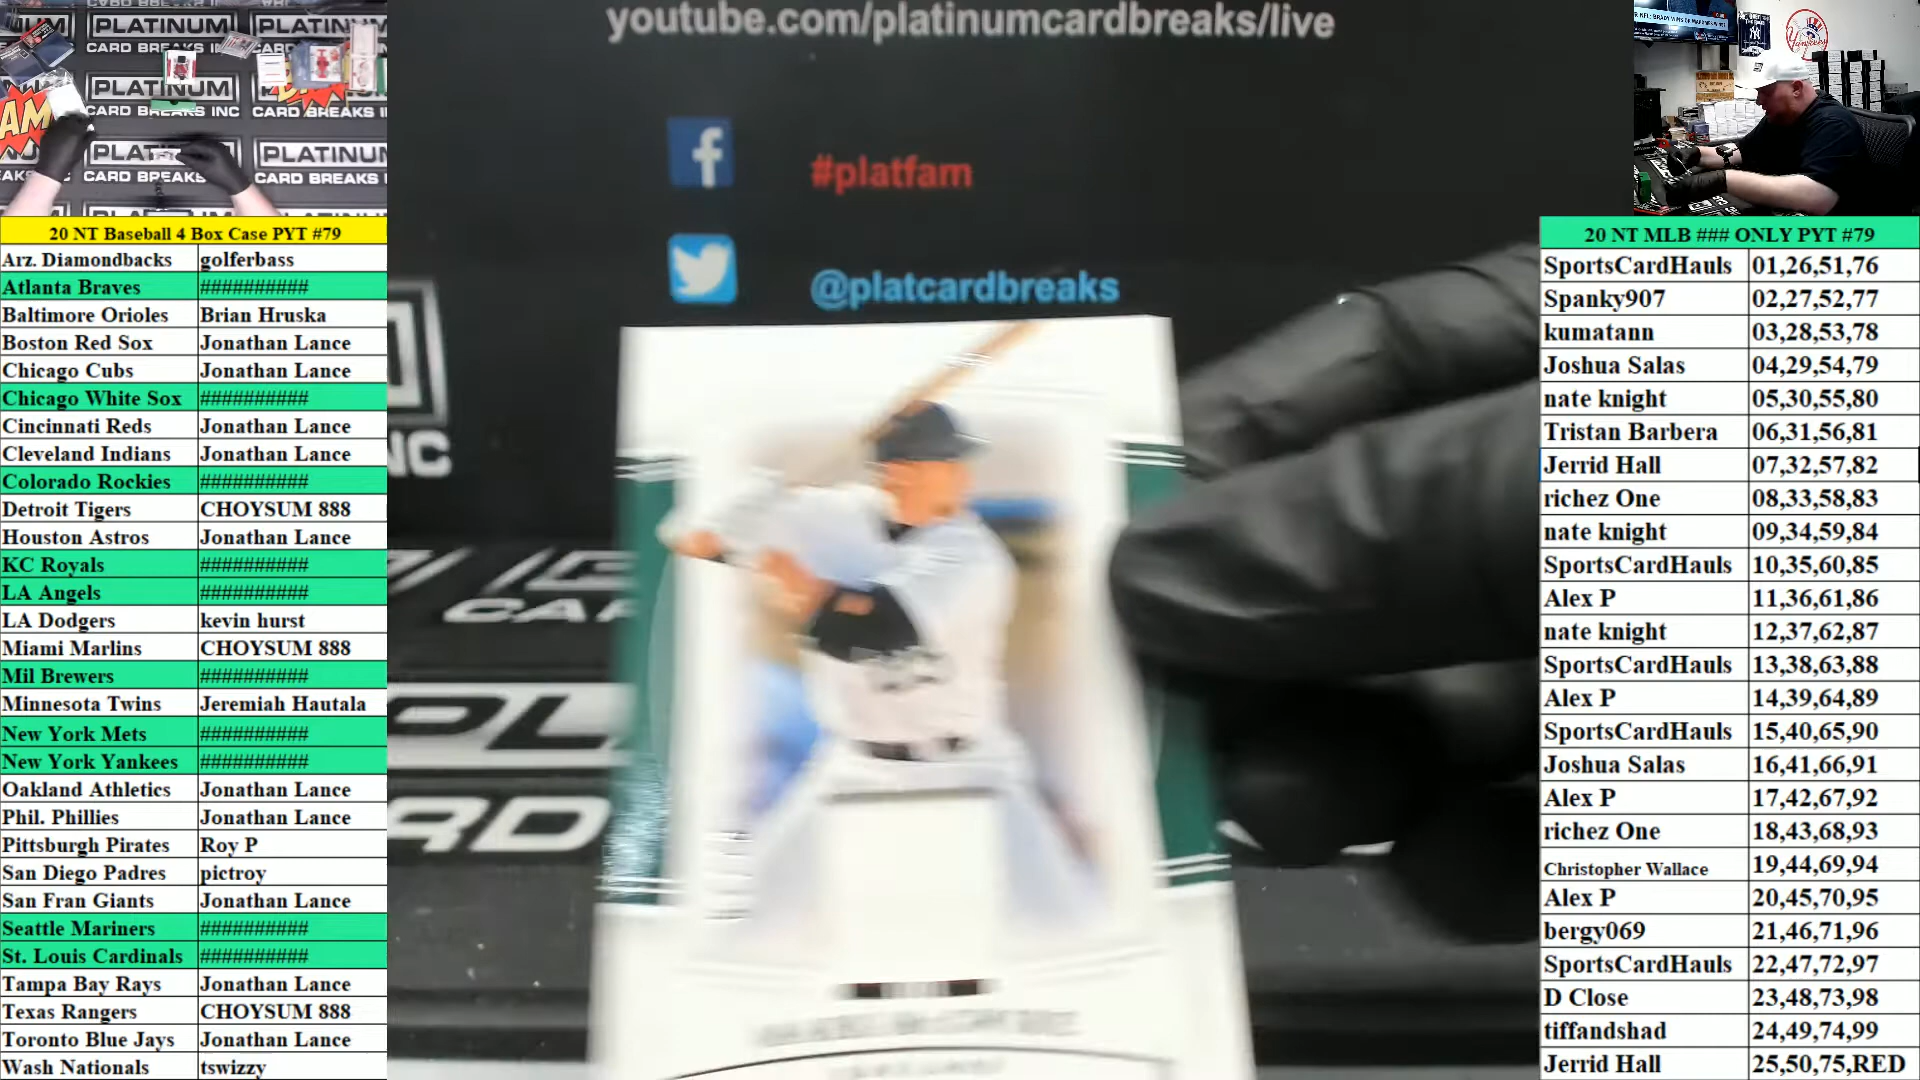 youtube.com/platinumcardbreaks/live
#platfam
@platcardbreaks
PLATINUM
CARD BREAKS INC
20 NT Baseball 4 Box Case PYT #79
Arz. Diamondbacks golferbass
Atlanta Braves ##########
Baltimore Orioles Brian Hruska
Boston Red Sox Jonathan Lance
Chicago Cubs Jonathan Lance
Chicago White Sox ##########
Cincinnati Reds Jonathan Lance
Cleveland Indians Jonathan Lance
Colorado Rockies ##########
Detroit Tigers CHOYSUM 888
Houston Astros Jonathan Lance
KC Royals ##########
LA Angels ##########
LA Dodgers kevin hurst
Miami Marlins CHOYSUM 888
Mil Brewers ##########
Minnesota Twins Jeremiah Hautala
New York Mets ##########
New York Yankees ##########
Oakland Athletics Jonathan Lance
Phil. Phillies Jonathan Lance
Pittsburgh Pirates Roy P
San Diego Padres pictroy
San Fran Giants Jonathan Lance
Seattle Mariners ##########
St. Louis Cardinals ##########
Tampa Bay Rays Jonathan Lance
Texas Rangers CHOYSUM 888
Toronto Blue Jays Jonathan Lance
Wash Nationals tswizzy
20 NT MLB ### ONLY PYT #79
SportsCardHauls 01,26,51,76
Spanky907 02,27,52,77
kumatann 03,28,53,78
Joshua Salas 04,29,54,79
nate knight 05,30,55,80
Tristan Barbera 06,31,56,81
Jerrid Hall 07,32,57,82
richez One 08,33,58,83
nate knight 09,34,59,84
SportsCardHauls 10,35,60,85
Alex P 11,36,61,86
nate knight 12,37,62,87
SportsCardHauls 13,38,63,88
Alex P 14,39,64,89
SportsCardHauls 15,40,65,90
Joshua Salas 16,41,66,91
Alex P 17,42,67,92
richez One 18,43,68,93
Christopher Wallace 19,44,69,94
Alex P 20,45,70,95
bergy069 21,46,71,96
SportsCardHauls 22,47,72,97
D Close 23,48,73,98
tiffandshad 24,49,74,99
Jerrid Hall 25,50,75,RED